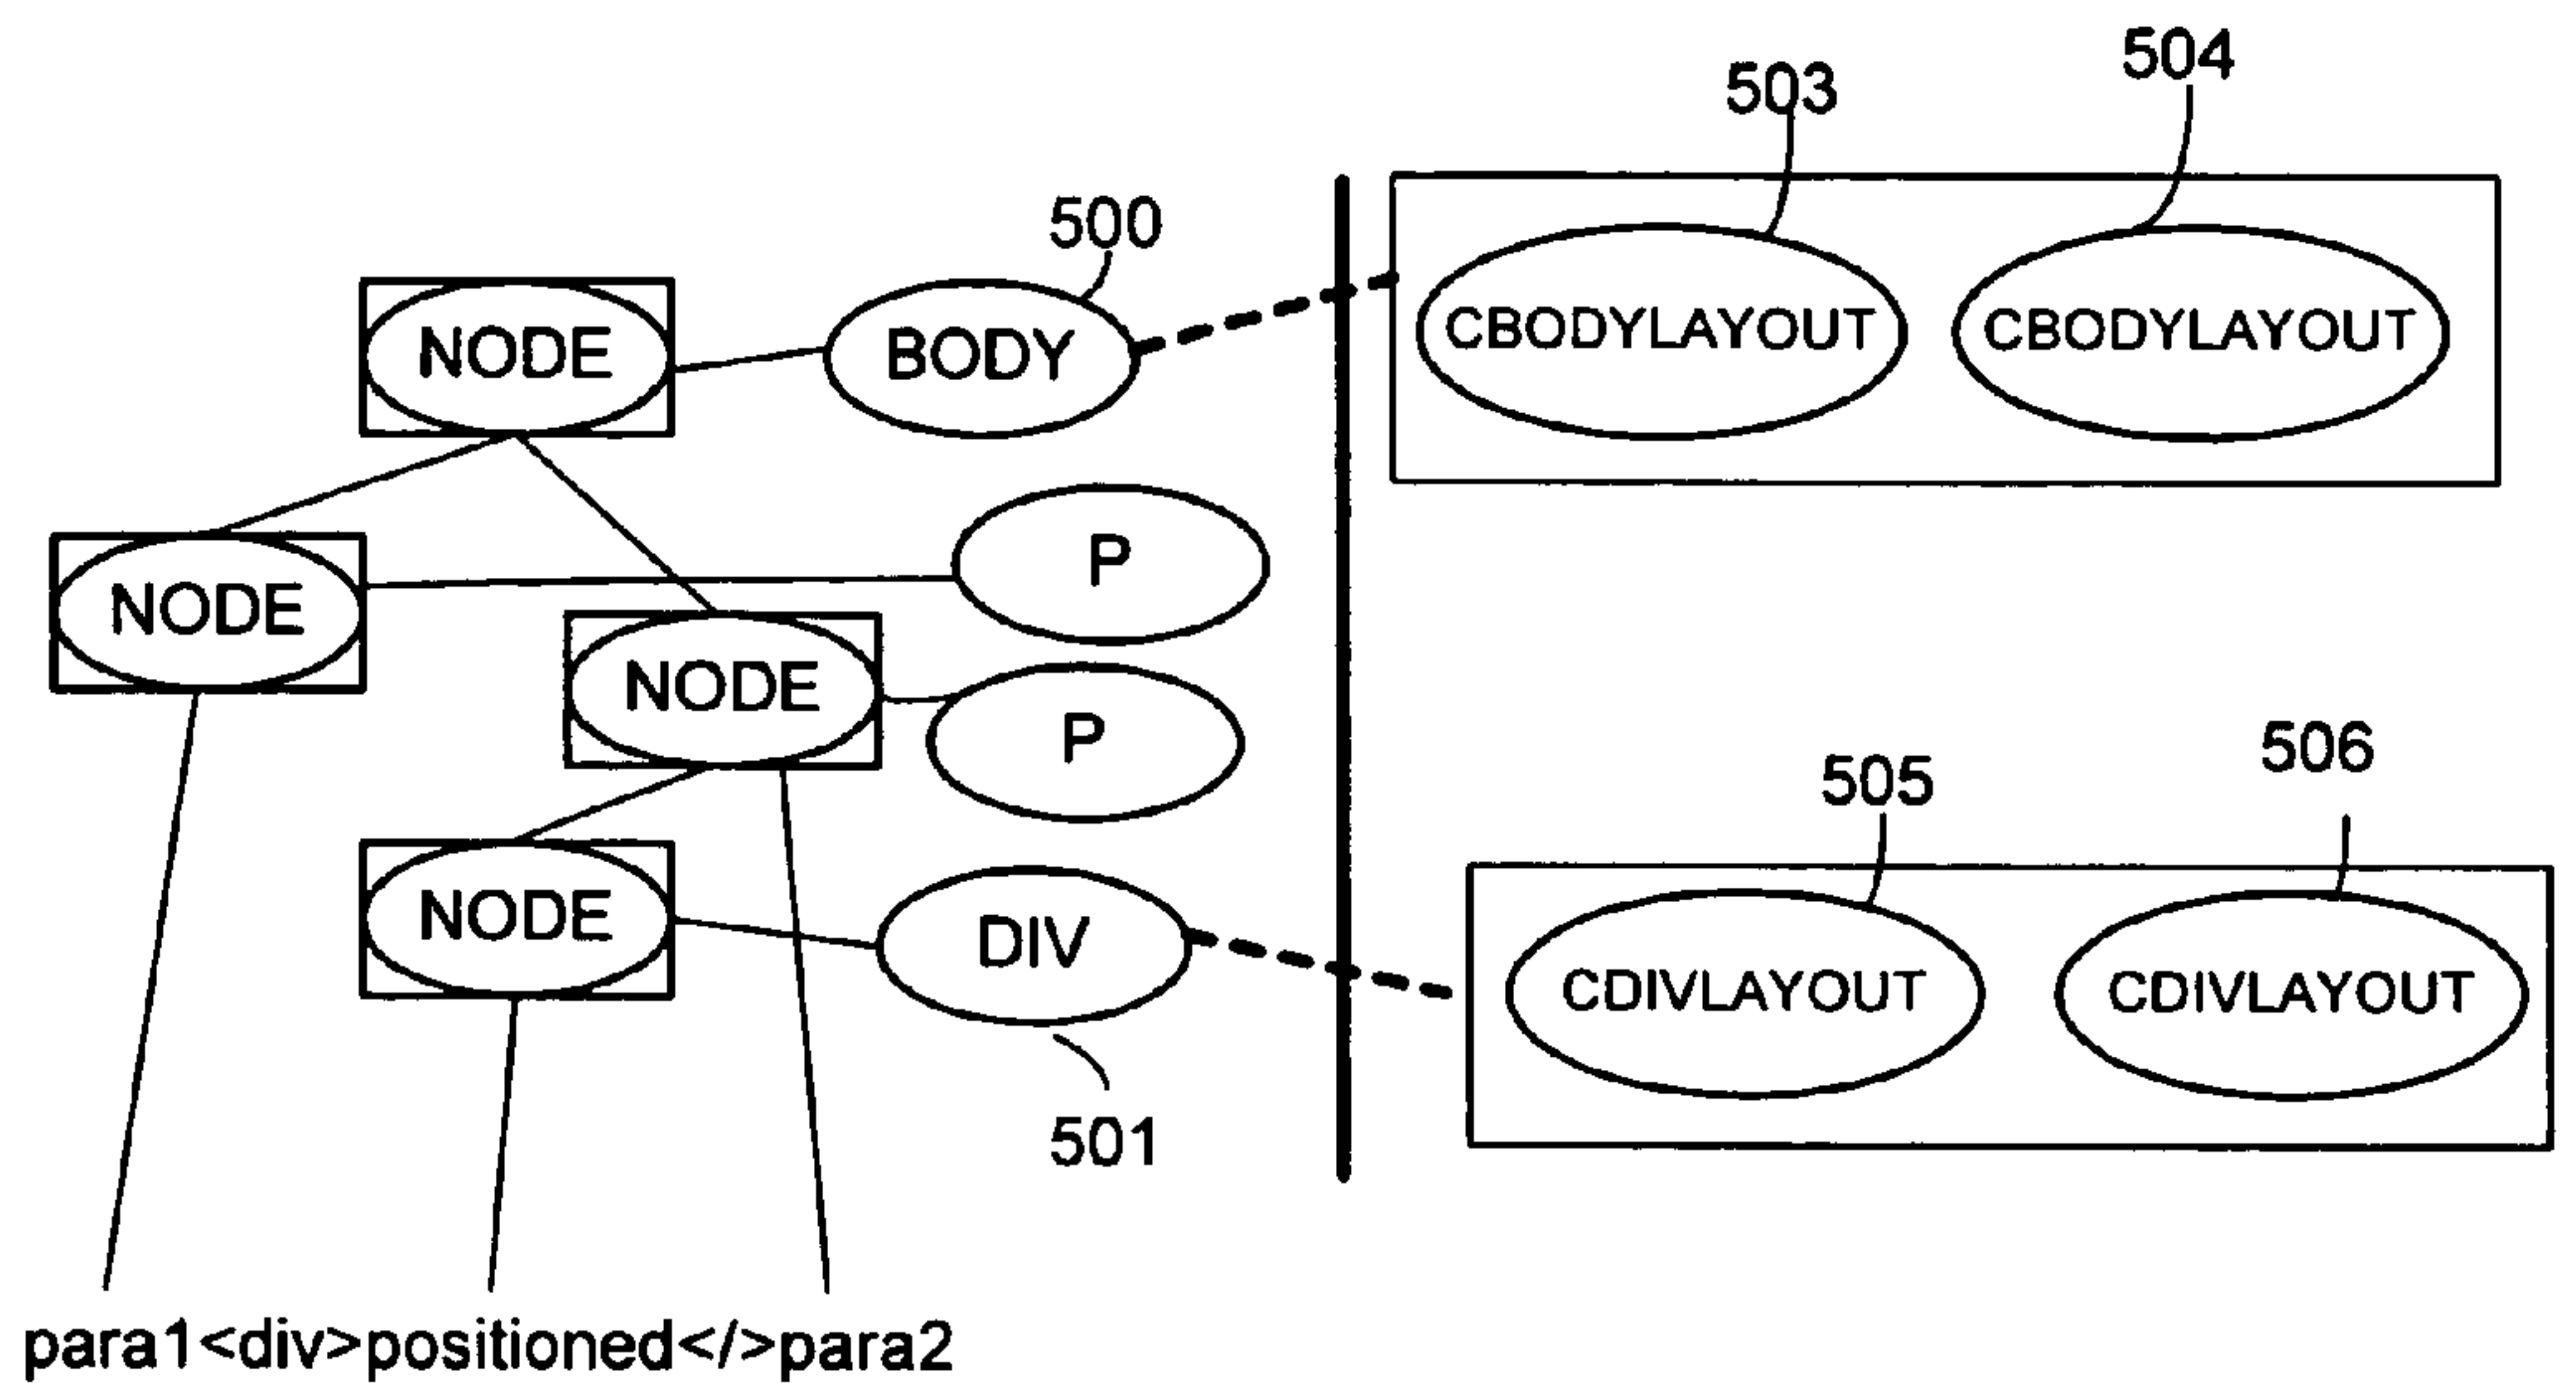 504
503
500
NODE BODY CBODYLAYOUT CBODYLAYOUT
P
NODE
NODE
P
506
505
NODE DIV CDIVLAYOUT CDIVLAYOUT
501
para1<div>positioned</>para2